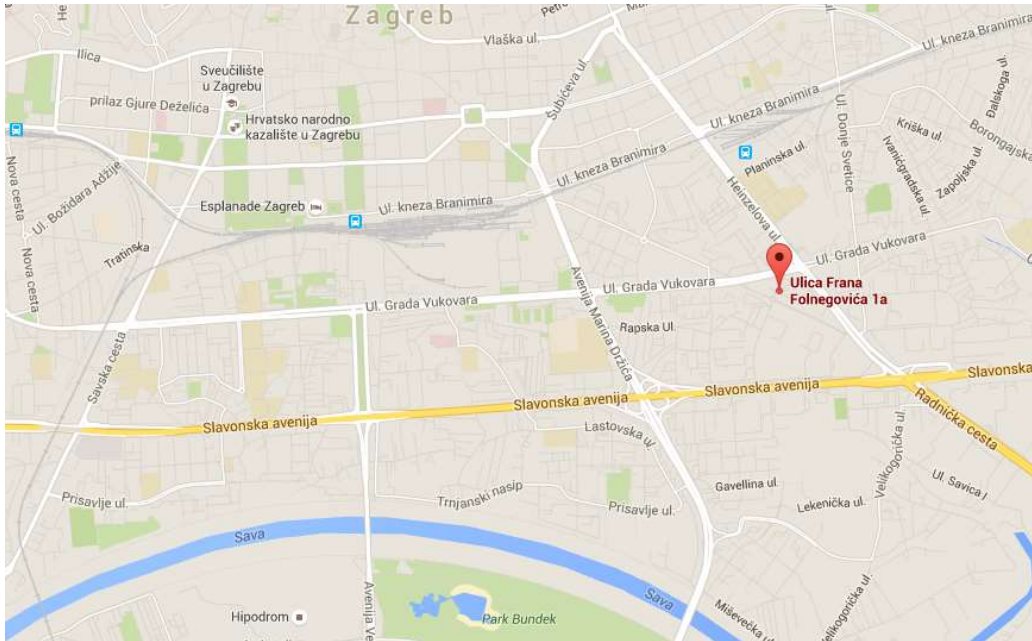 Zagreb
Petro
Vlaška ul.
Ul. kneza Branimira
Ilica
Sveučilište
u Zagrebu
prilaz Gjure Deželića
Hrvatsko narodno
kazalište u Zagrebu
Šubićeva ul.
Ul. kneza Branimira
Ul. Donje Svetice
Đalskoga ul.
Kriška ul.
Borongajska
Ivanićgradska ul.
Zapoljska ul.
Planinska ul.
Heinzelova ul.
Ul. kneza Branimira
Nova cesta
Ul. Božidara Adžije
Esplanade Zagreb
Ul. kneza Branimira
Tratinska
Nova cesta
Ul. Grada Vukovara
Ulica Frana
Folnegovića 1a
Avenija Marina Držića
Ul. Grada Vukovara
Ul. Grada Vukovara
Rapska Ul.
Savska cesta
Slavonska
Slavonska avenija
Slavonska avenija
Slavonska avenija
Radnička cesta
Lastovska ul.
Velikogorička ul.
Ul. Savica I
Gavellina ul.
Lekenička ul.
Prisavlje ul.
Trnjanski nasip
Prisavlje ul.
Sava
Sava
Avenija Ve
Miševečka ul.
Velikogorička ul.
Hipodrom
Park Bundek